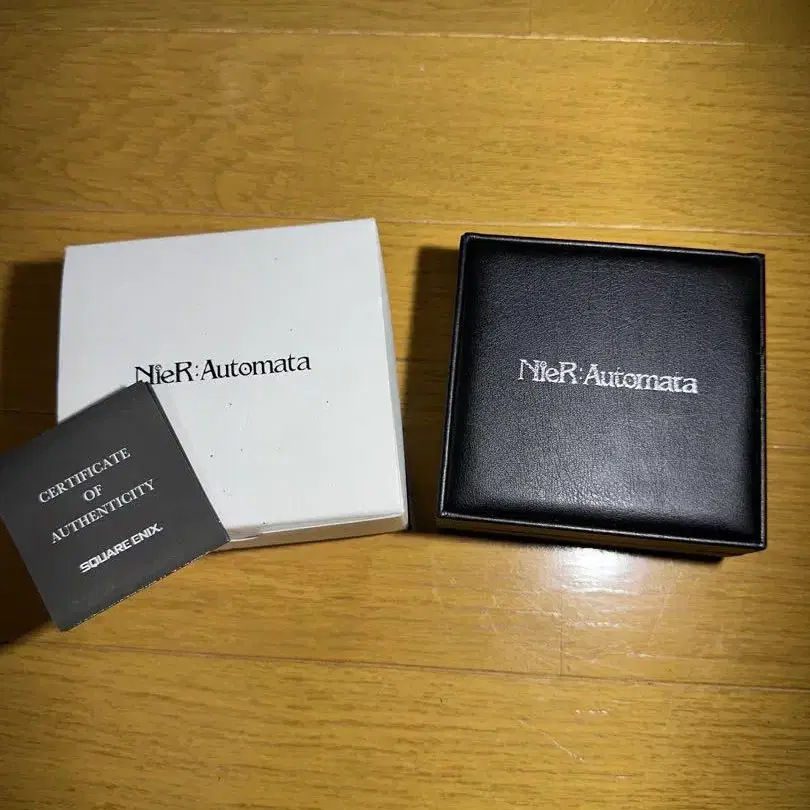 NieR:Automata
CERTIFICATE
OF
AUTHENTICITY
SQUARE ENIX.
NieR:Automata